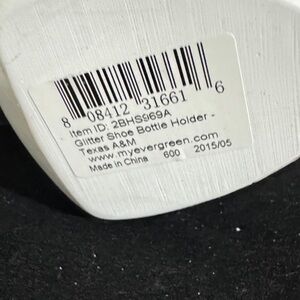 8 08412 31661 6
Item ID: 2BHS969A
Glitter Shoe Bottle Holder -
Texas A&M
www.myevergreen.com
Made in China 600 2015/05